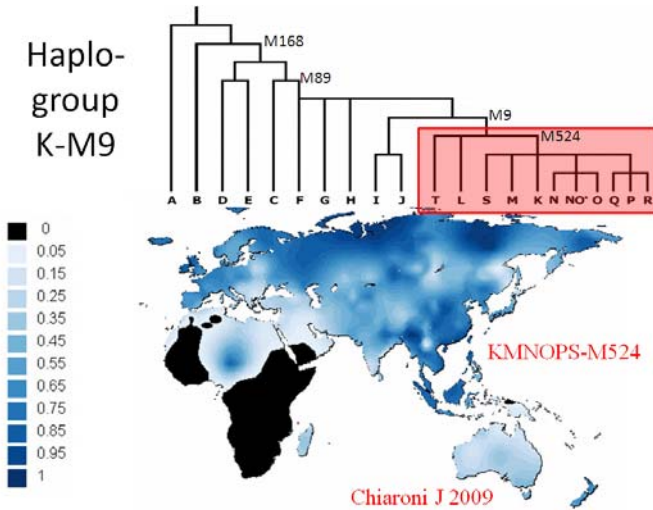 Haplo-
group
K-M9
M168
M89
M9
M524
A B D E C F G H I J T L S M K N NO* O Q P R
0
0.05
0.15
0.25
0.35
0.45
0.55
0.65
0.75
0.85
0.95
1
KMNOPS-M524
Chiaroni J 2009